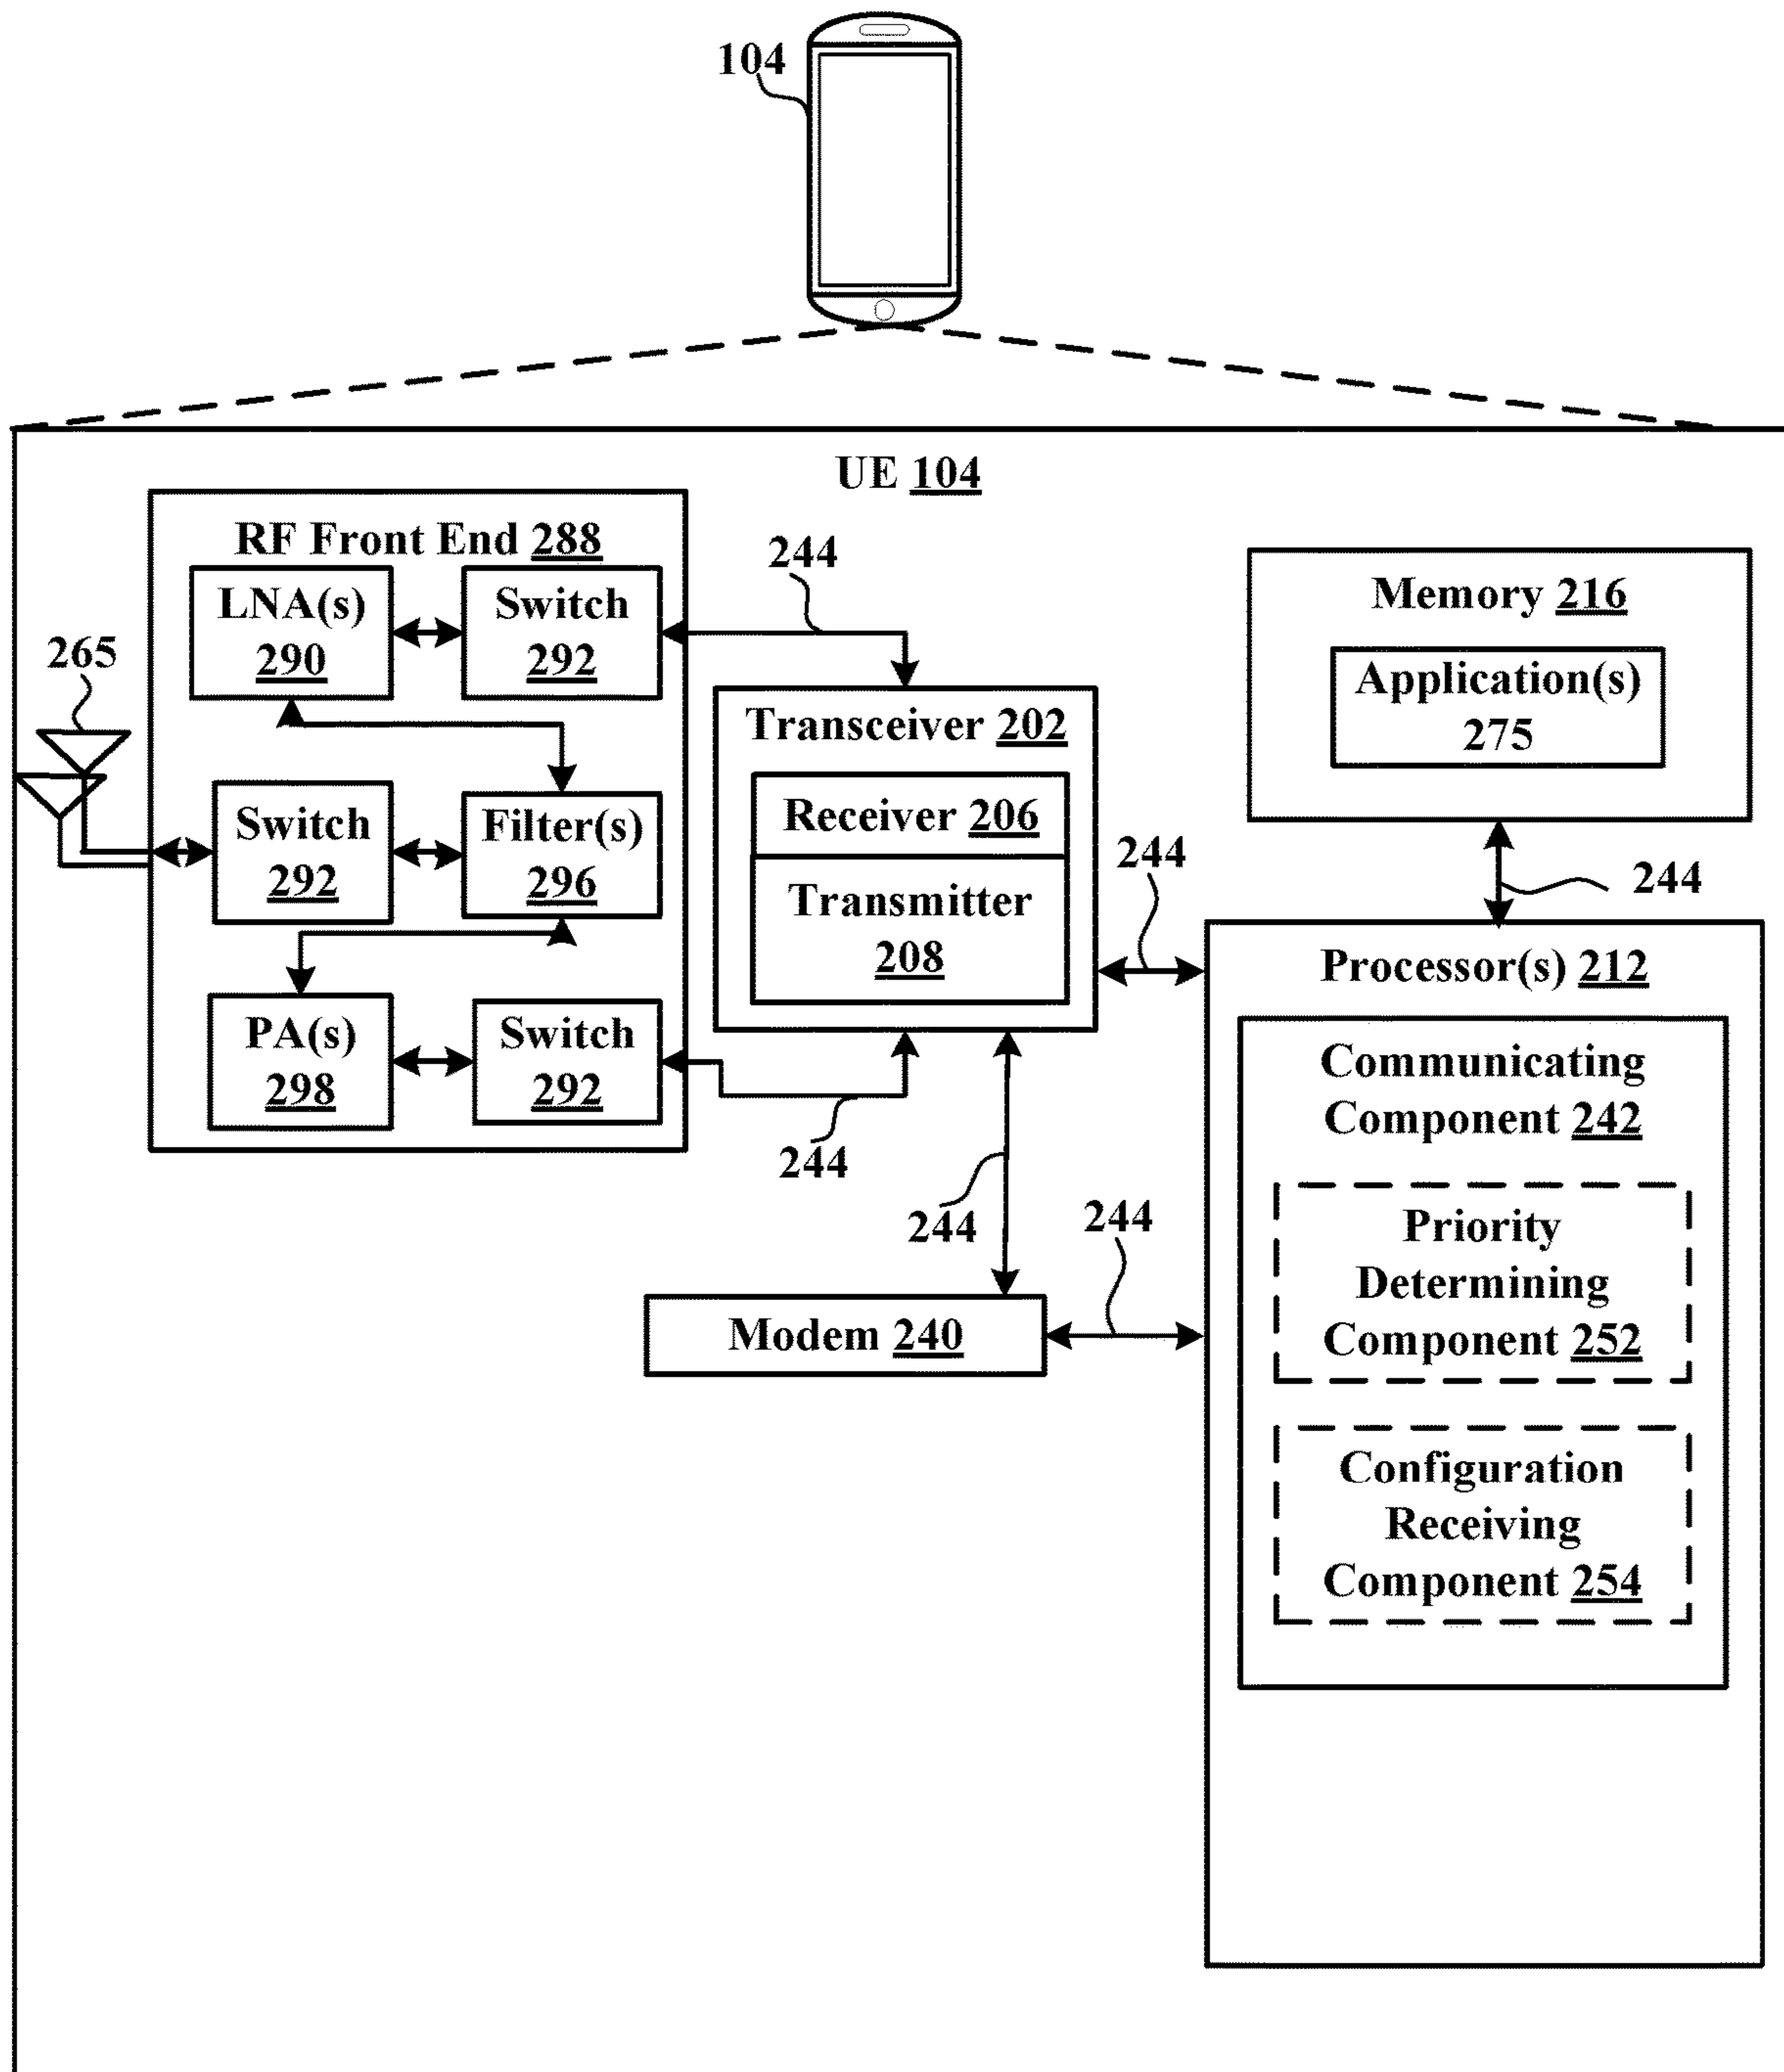 104
UE 104
RF Front End 288
LNA(s)
290
Switch
292
244
265
Switch
292
Filter(s)
296
PA(s)
298
Switch
292
244
Transceiver 202
Receiver 206
Transmitter
208
244
Memory 216
Application(s)
275
244
Processor(s) 212
Communicating
Component 242
Priority
Determining
Component 252
Configuration
Receiving
Component 254
244
244
Modem 240